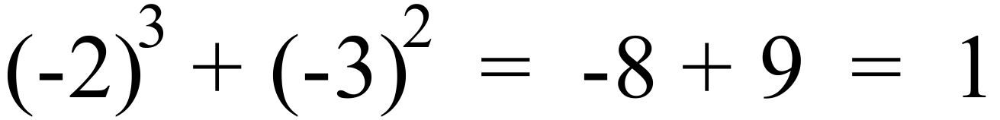 (-2)³ + (-3)² = -8 + 9 = 1